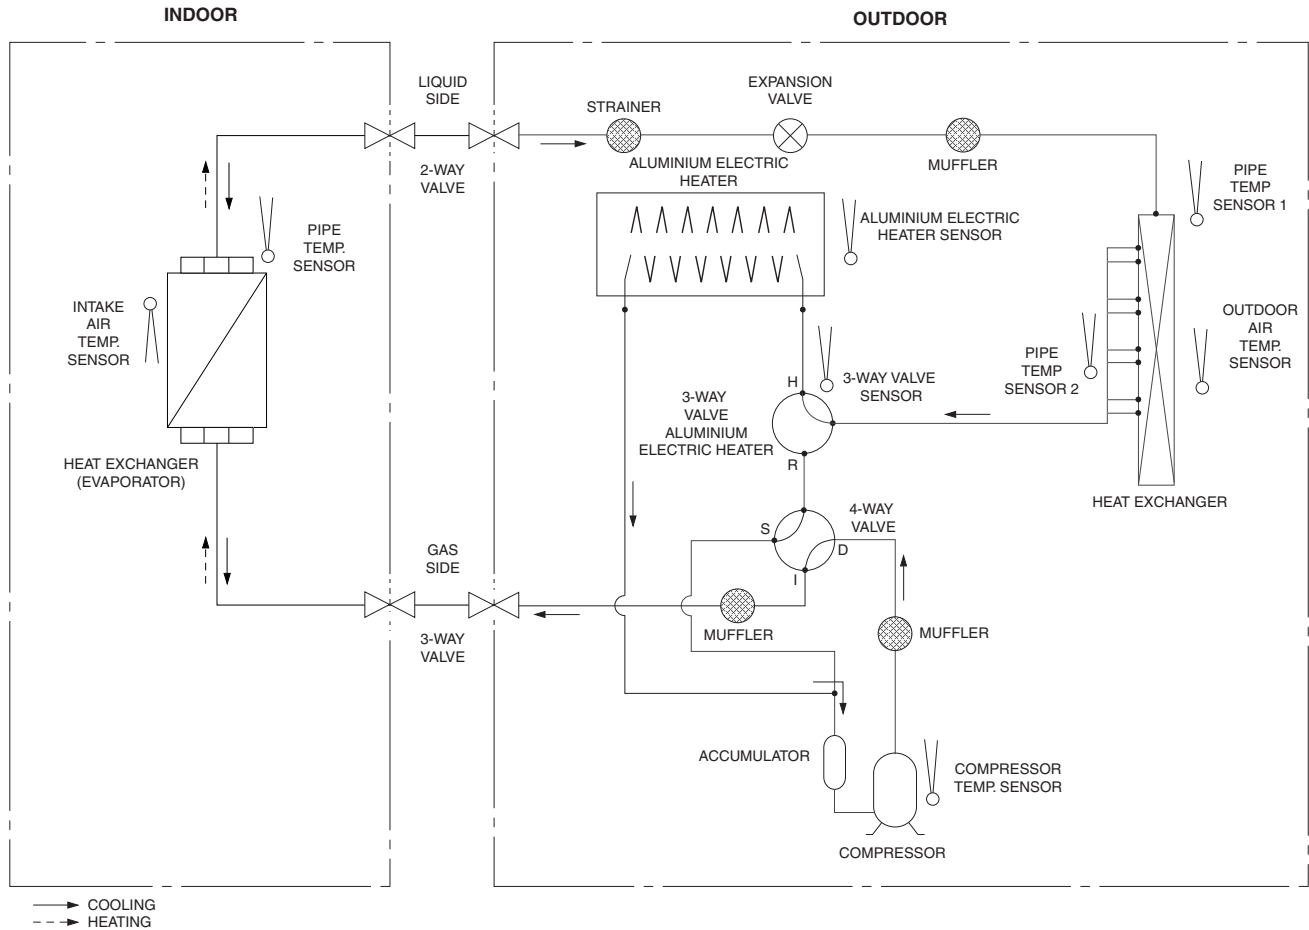 INDOOR
OUTDOOR
LIQUID
SIDE
2-WAY
VALVE
STRAINER
EXPANSION
VALVE
MUFFLER
ALUMINIUM ELECTRIC
HEATER
ALUMINIUM ELECTRIC
HEATER SENSOR
PIPE
TEMP
SENSOR 1
PIPE
TEMP.
SENSOR
INTAKE
AIR
TEMP.
SENSOR
OUTDOOR
AIR
TEMP.
SENSOR
PIPE
TEMP
SENSOR 2
H
3-WAY VALVE
SENSOR
3-WAY
VALVE
ALUMINIUM
ELECTRIC HEATER
R
HEAT EXCHANGER
(EVAPORATOR)
HEAT EXCHANGER
4-WAY
VALVE
S
D
I
GAS
SIDE
3-WAY
VALVE
MUFFLER
MUFFLER
ACCUMULATOR
COMPRESSOR
TEMP. SENSOR
COMPRESSOR
COOLING
HEATING